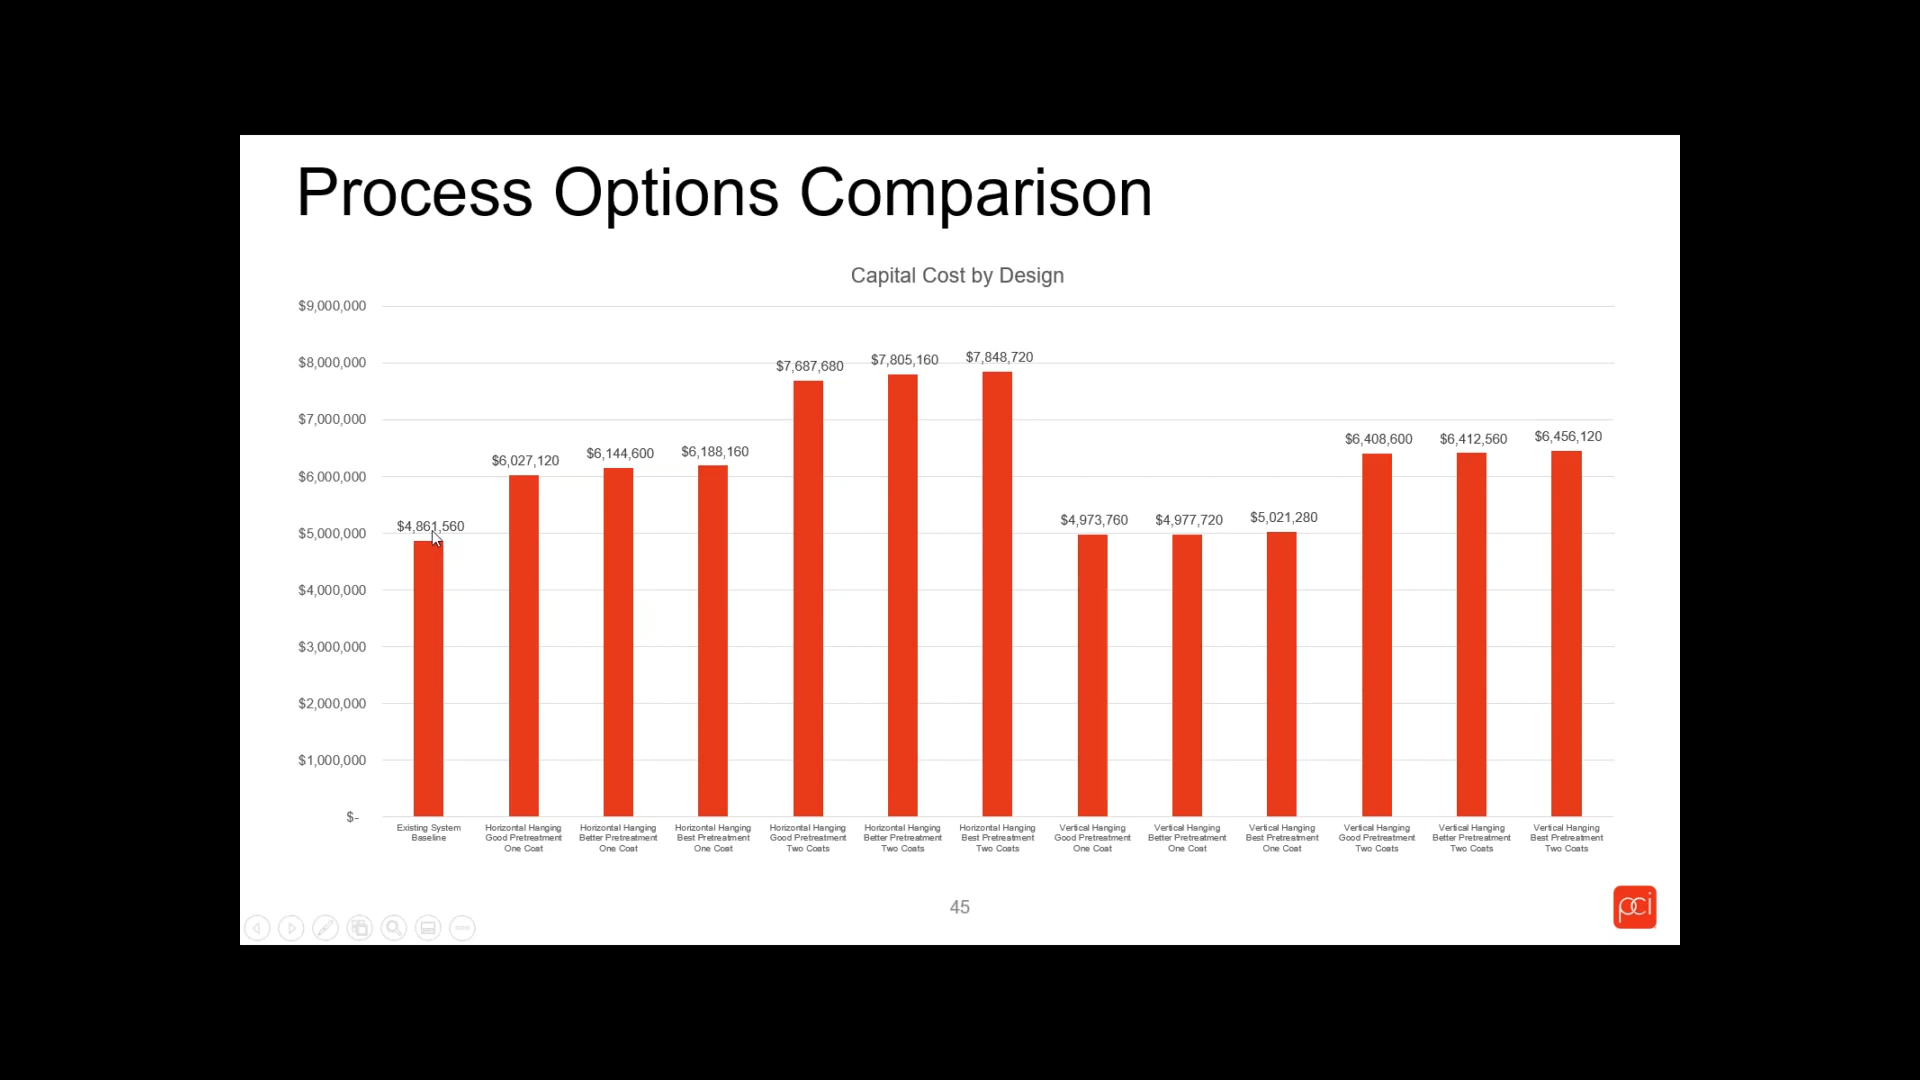 Process Options Comparison
Capital Cost by Design
$9,000,000
$8,000,000
$7,000,000
$6,000,000
$5,000,000
$4,000,000
$3,000,000
$2,000,000
$1,000,000
$-
$4,861,560
$6,027,120
$6,144,600
$6,188,160
$7,687,680
$7,805,160
$7,848,720
$4,973,760
$4,977,720
$5,021,280
$6,408,600
$6,412,560
$6,456,120
Existing System
Baseline
Horizontal Hanging
Good Pretreatment
One Coat
Horizontal Hanging
Better Pretreatment
One Coat
Horizontal Hanging
Best Pretreatment
One Coat
Horizontal Hanging
Good Pretreatment
Two Coats
Horizontal Hanging
Better Pretreatment
Two Coats
Horizontal Hanging
Best Pretreatment
Two Coats
Vertical Hanging
Good Pretreatment
One Coat
Vertical Hanging
Better Pretreatment
One Coat
Vertical Hanging
Best Pretreatment
One Coat
Vertical Hanging
Good Pretreatment
Two Coats
Vertical Hanging
Better Pretreatment
Two Coats
Vertical Hanging
Best Pretreatment
Two Coats
45
pci